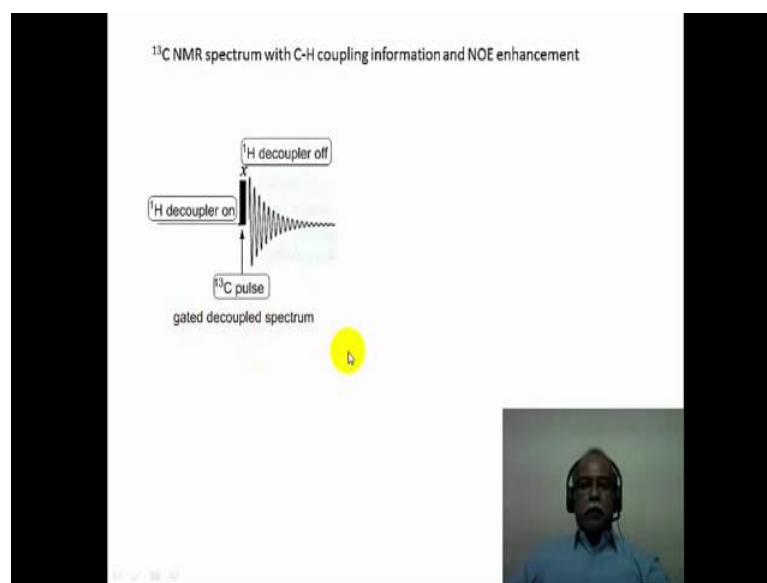 ¹³C NMR spectrum with C-H coupling information and NOE enhancement
¹H decoupler off
x
¹H decoupler on
¹³C pulse
gated decoupled spectrum